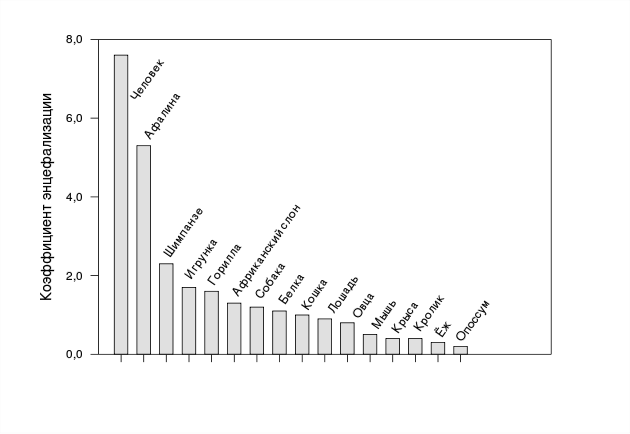 Коэффициент энцефализации
8,0
6,0
4,0
2,0
0,0
Человек
Афалина
Шимпанзе
Игрунка
Горилла
Африканский слон
Собака
Белка
Кошка
Лошадь
Овца
Мышь
Крыса
Кролик
Ёж
Опоссум